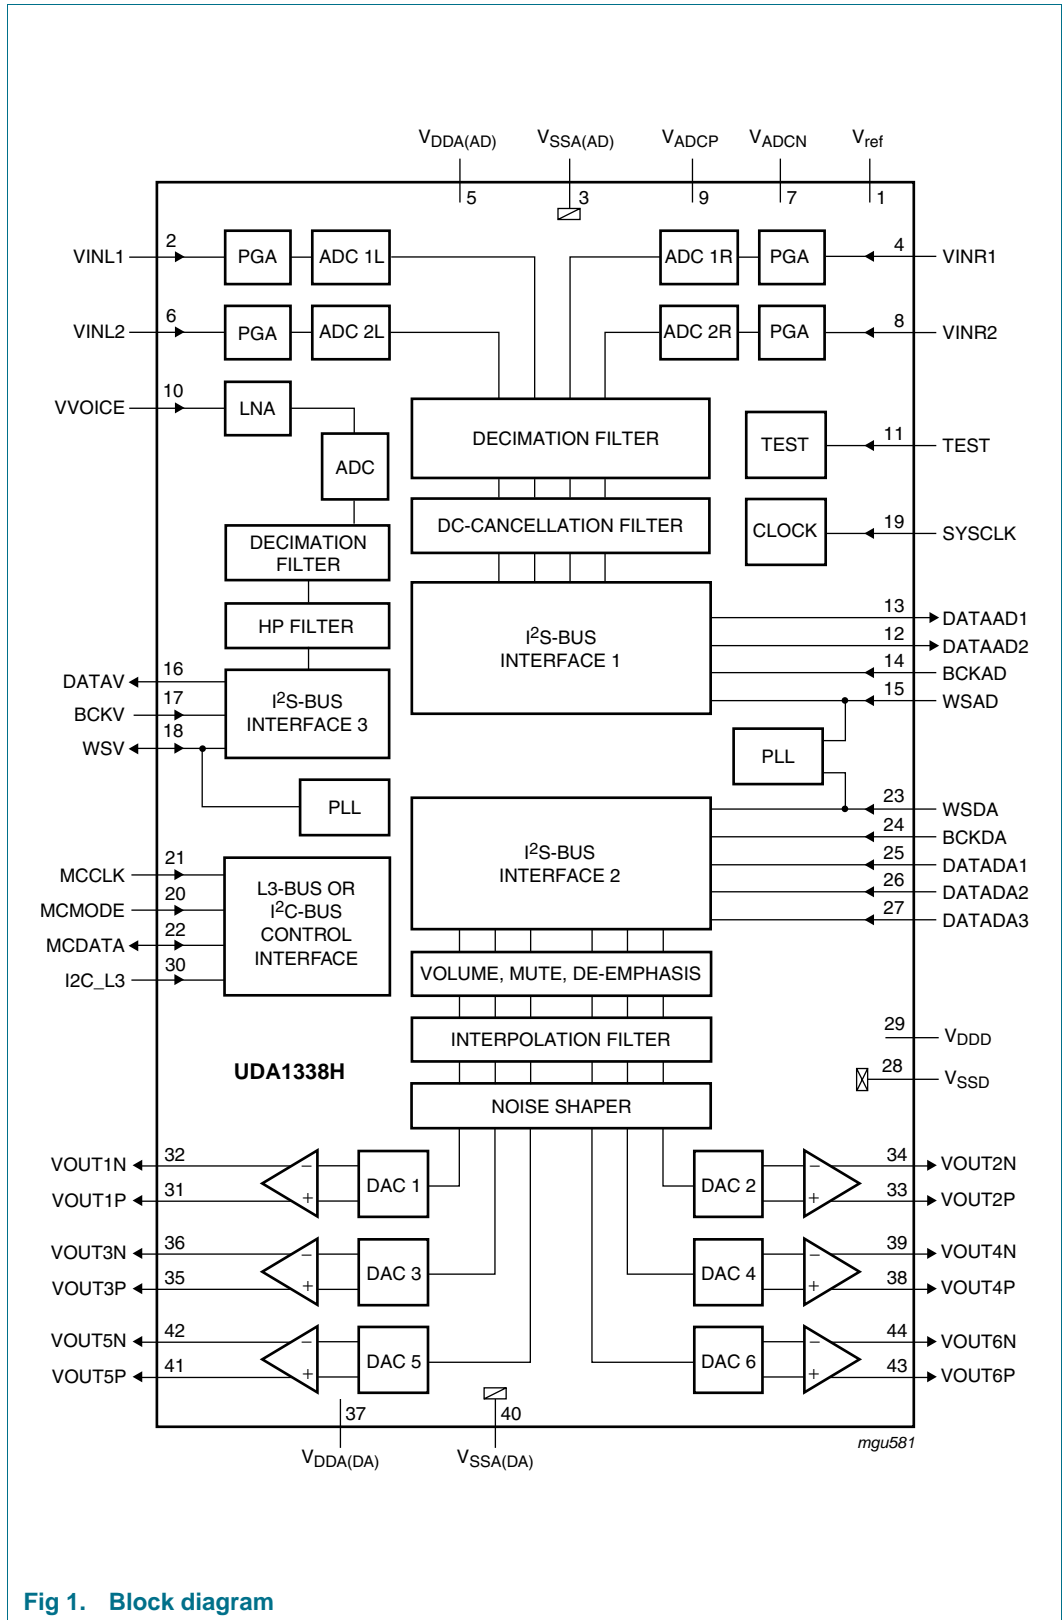 VDDA(AD) VSSA(AD) VADCP VADCN Vref
5 3 9 7 1
VINL1 2 PGA ADC 1L ADC 1R PGA 4 VINR1
VINL2 6 PGA ADC 2L ADC 2R PGA 8 VINR2
VVOICE 10 LNA
ADC
DECIMATION FILTER
TEST 11 TEST
DC-CANCELLATION FILTER
CLOCK 19 SYSCLK
DECIMATION
FILTER
HP FILTER
I2S-BUS
INTERFACE 1
13 DATAAD1
12 DATAAD2
14 BCKAD
15 WSAD
DATAV 16
BCKV 17
WSV 18
I2S-BUS
INTERFACE 3
PLL
PLL
I2S-BUS
INTERFACE 2
23 WSDA
24 BCKDA
25 DATADA1
26 DATADA2
27 DATADA3
MCCLK 21
MCMODE 20
MCDATA 22
I2C_L3 30
L3-BUS OR
I2C-BUS
CONTROL
INTERFACE
VOLUME, MUTE, DE-EMPHASIS
INTERPOLATION FILTER
29 VDDD
28 VSSD
UDA1338H
NOISE SHAPER
VOUT1N 32 − DAC 1 DAC 2 − 34 VOUT2N
VOUT1P 31 + + 33 VOUT2P
VOUT3N 36 − DAC 3 DAC 4 − 39 VOUT4N
VOUT3P 35 + + 38 VOUT4P
VOUT5N 42 − DAC 5 DAC 6 − 44 VOUT6N
VOUT5P 41 + + 43 VOUT6P
37 40
VDDA(DA) VSSA(DA)
mgu581
Fig 1. Block diagram